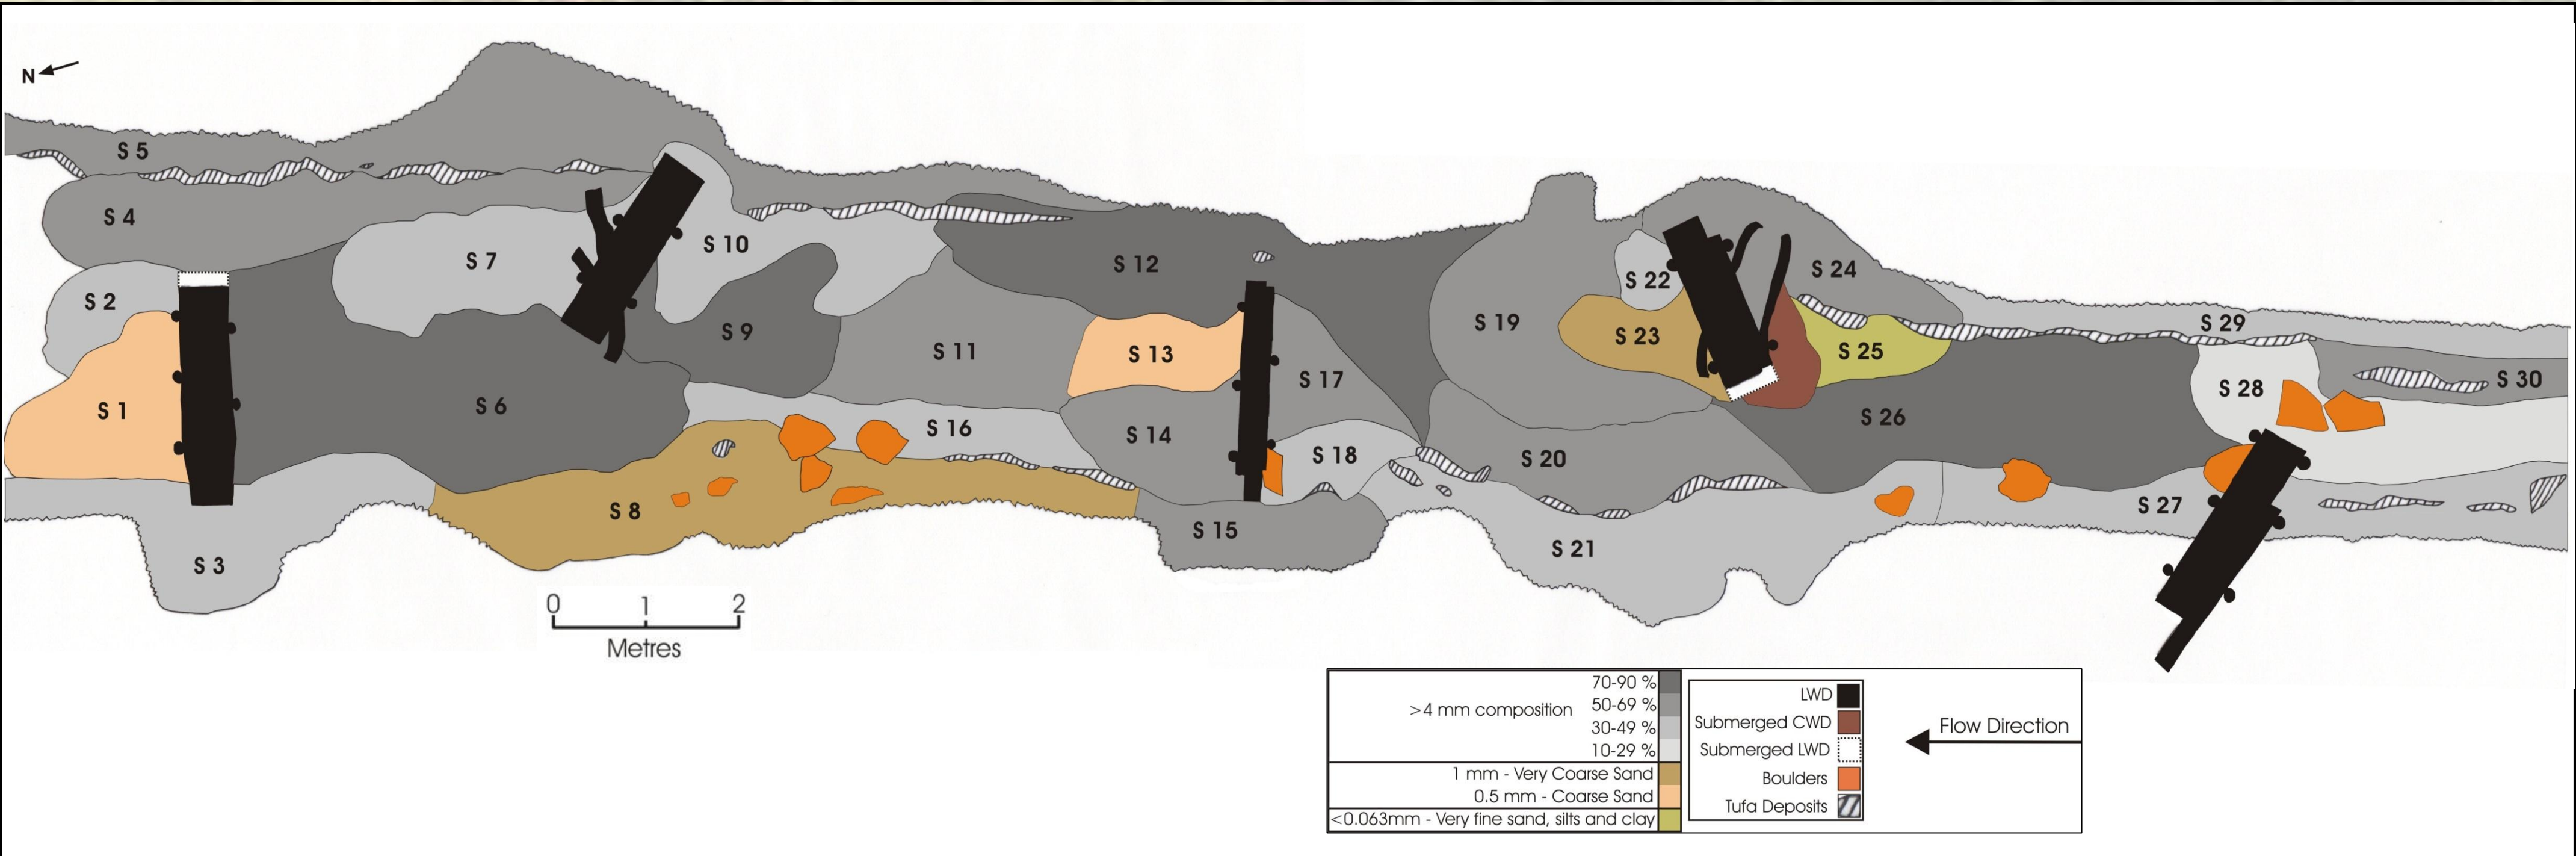 N
S 5
S 4
S 2
S 1
S 3
S 7
S 6
S 10
S 9
S 8
S 11
S 16
S 12
S 13
S 14
S 15
S 17
S 18
S 19
S 20
S 21
S 22
S 23
S 24
S 25
S 26
S 27
S 28
S 29
S 30
0 1 2
Metres
>4 mm composition
70-90 %
50-69 %
30-49 %
10-29 %
1 mm - Very Coarse Sand
0.5 mm - Coarse Sand
<0.063mm - Very fine sand, silts and clay
LWD
Submerged CWD
Submerged LWD
Boulders
Tufa Deposits
Flow Direction